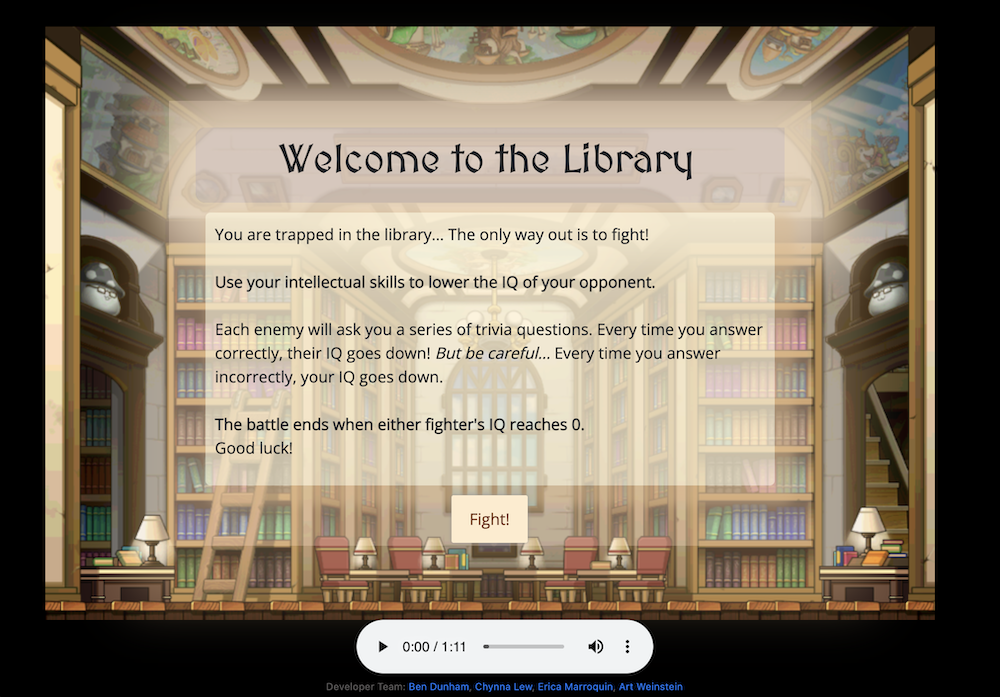 Welcome to the Library
You are trapped in the library... The only way out is to fight!
Use your intellectual skills to lower the IQ of your opponent.
Each enemy will ask you a series of trivia questions. Every time you answer
correctly, their IQ goes down! But be careful... Every time you answer
incorrectly, your IQ goes down.
The battle ends when either fighter's IQ reaches 0.
Good luck!
Fight!
0:00 / 1:11
Developer Team: Ben Dunham, Chynna Lew, Erica Marroquin, Art Weinstein